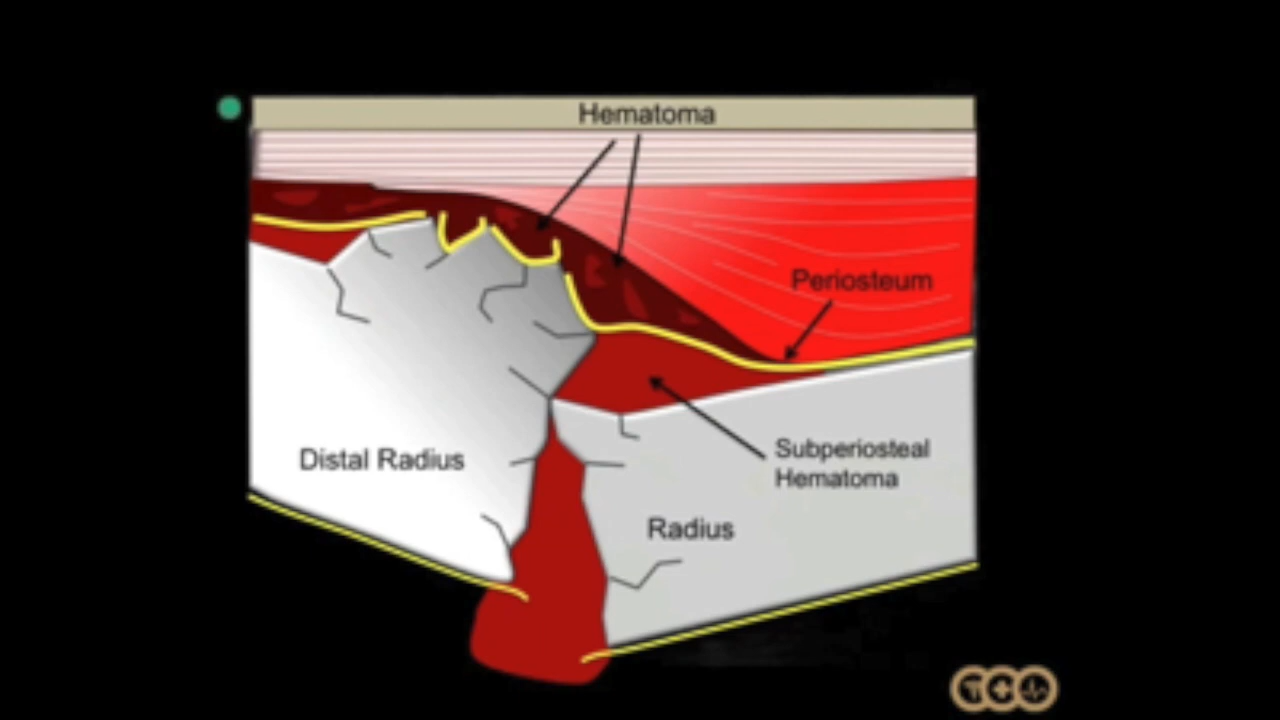 Hematoma
Periosteum
Distal Radius
Subperiosteal
Hematoma
Radius